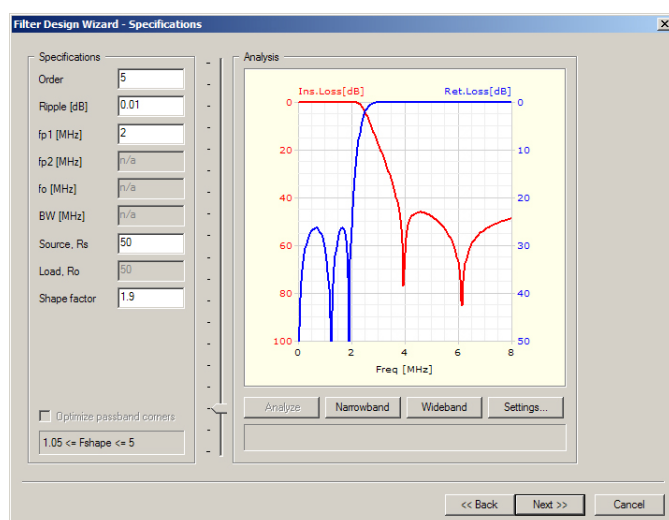 Filter Design Wizard - Specifications
Specifications
Order 5
Ripple [dB] 0.01
fp1 [MHz] 2
fp2 [MHz] n/a
fo [MHz] n/a
BW [MHz] n/a
Source, Rs 50
Load, Ro 50
Shape factor 1.9
Optimize passband corners
1.05 <= Fshape <= 5
Analysis
Ins.Loss[dB] Ret.Loss[dB]
0 0
20 10
40 20
60 30
80 40
100 50
0 2 4 6 8
Freq [MHz]
Analyze Narrowband Wideband Settings...
<< Back Next >> Cancel